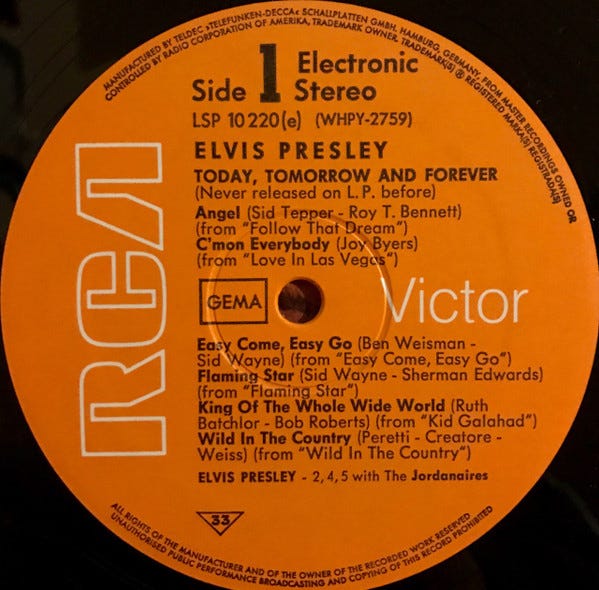 MANUFACTURED BY TELDEC »TELEFUNKEN-DECCA« SCHALLPLATTEN GMBH, HAMBURG, GERMANY, FROM MASTER RECORDINGS OWNED OR
CONTROLLED BY RADIO CORPORATION OF AMERICA, TRADEMARK OWNER. TRADEMARK(S) ® REGISTERED MARKA(S) REGISTRADA(S)
Side 1 Electronic Stereo
LSP 10 220 (e) (WHPY-2759)
ELVIS PRESLEY
TODAY, TOMORROW AND FOREVER
(Never released on L.P. before)
Angel (Sid Tepper - Roy T. Bennett)
(from "Follow That Dream")
C'mon Everybody (Joy Byers)
(from "Love In Las Vegas")
RCA
GEMA
Victor
Easy Come, Easy Go (Ben Weisman -
Sid Wayne) (from "Easy Come, Easy Go")
Flaming Star (Sid Wayne - Sherman Edwards)
(from "Flaming Star")
King Of The Whole Wide World (Ruth
Batchlor - Bob Roberts) (from "Kid Galahad")
Wild In The Country (Peretti - Creatore -
Weiss) (from "Wild In The Country")
ELVIS PRESLEY - 2, 4, 5 with The Jordanaires
33
ALL RIGHTS OF THE MANUFACTURER AND OF THE OWNER OF THE RECORDED WORK RESERVED
UNAUTHORISED PUBLIC PERFORMANCE BROADCASTING AND COPYING OF THIS RECORD PROHIBITED